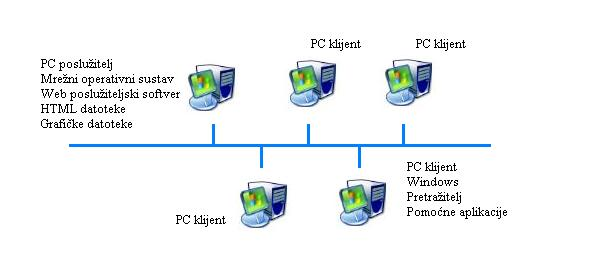 PC klijent
PC klijent
PC poslužitelj
Mrežni operativni sustav
Web poslužiteljski softver
HTML datoteke
Grafičke datoteke
PC klijent
PC klijent
Windows
Pretražitelj
Pomoćne aplikacije